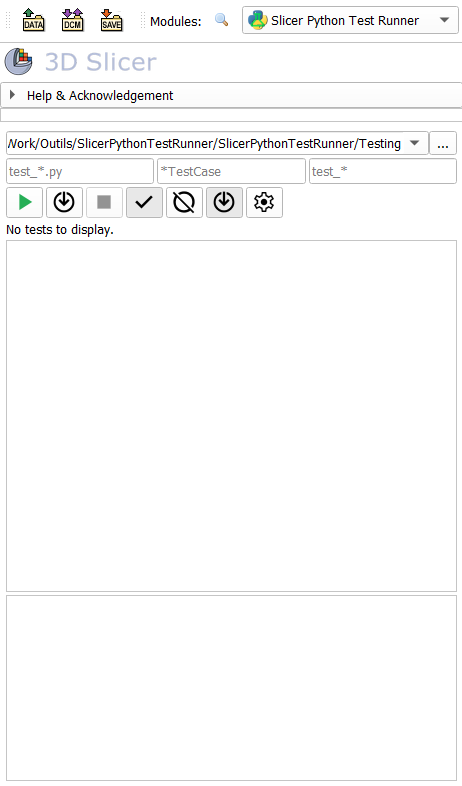 DATA DCM SAVE Modules: Slicer Python Test Runner
3D Slicer
Help & Acknowledgement
Work/Outils/SlicerPythonTestRunner/SlicerPythonTestRunner/Testing ...
test_*.py *TestCase test_*
No tests to display.